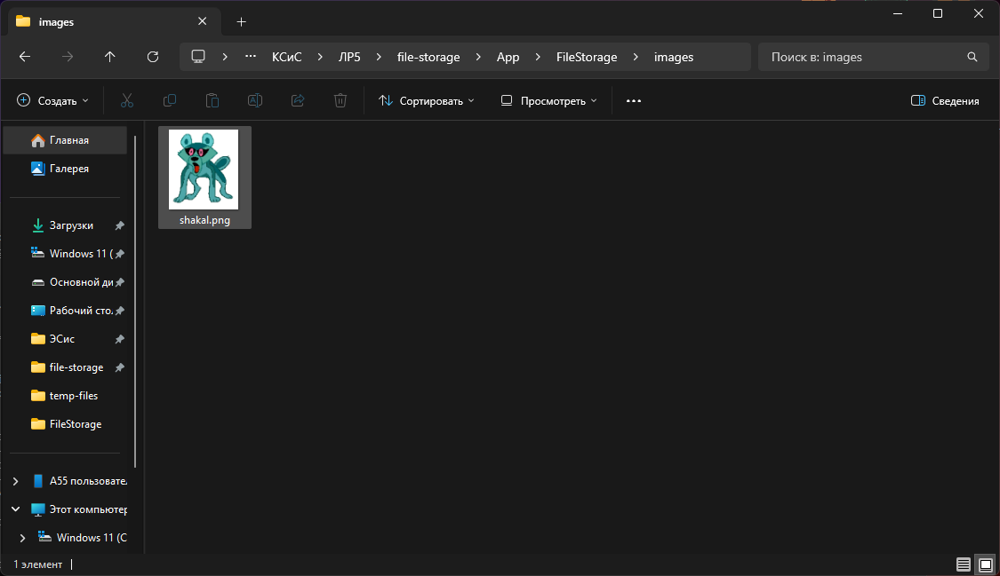 images
КСиС
ЛР5
file-storage
App
FileStorage
images
Поиск в: images
Создать
Сортировать
Просмотреть
Сведения
Главная
Галерея
Загрузки
Windows 11 (
Основной ди
Рабочий сто.
ЭСис
file-storage
temp-files
FileStorage
A55 пользовател
Этот компьютер
Windows 11 (C
shakal.png
1 элемент